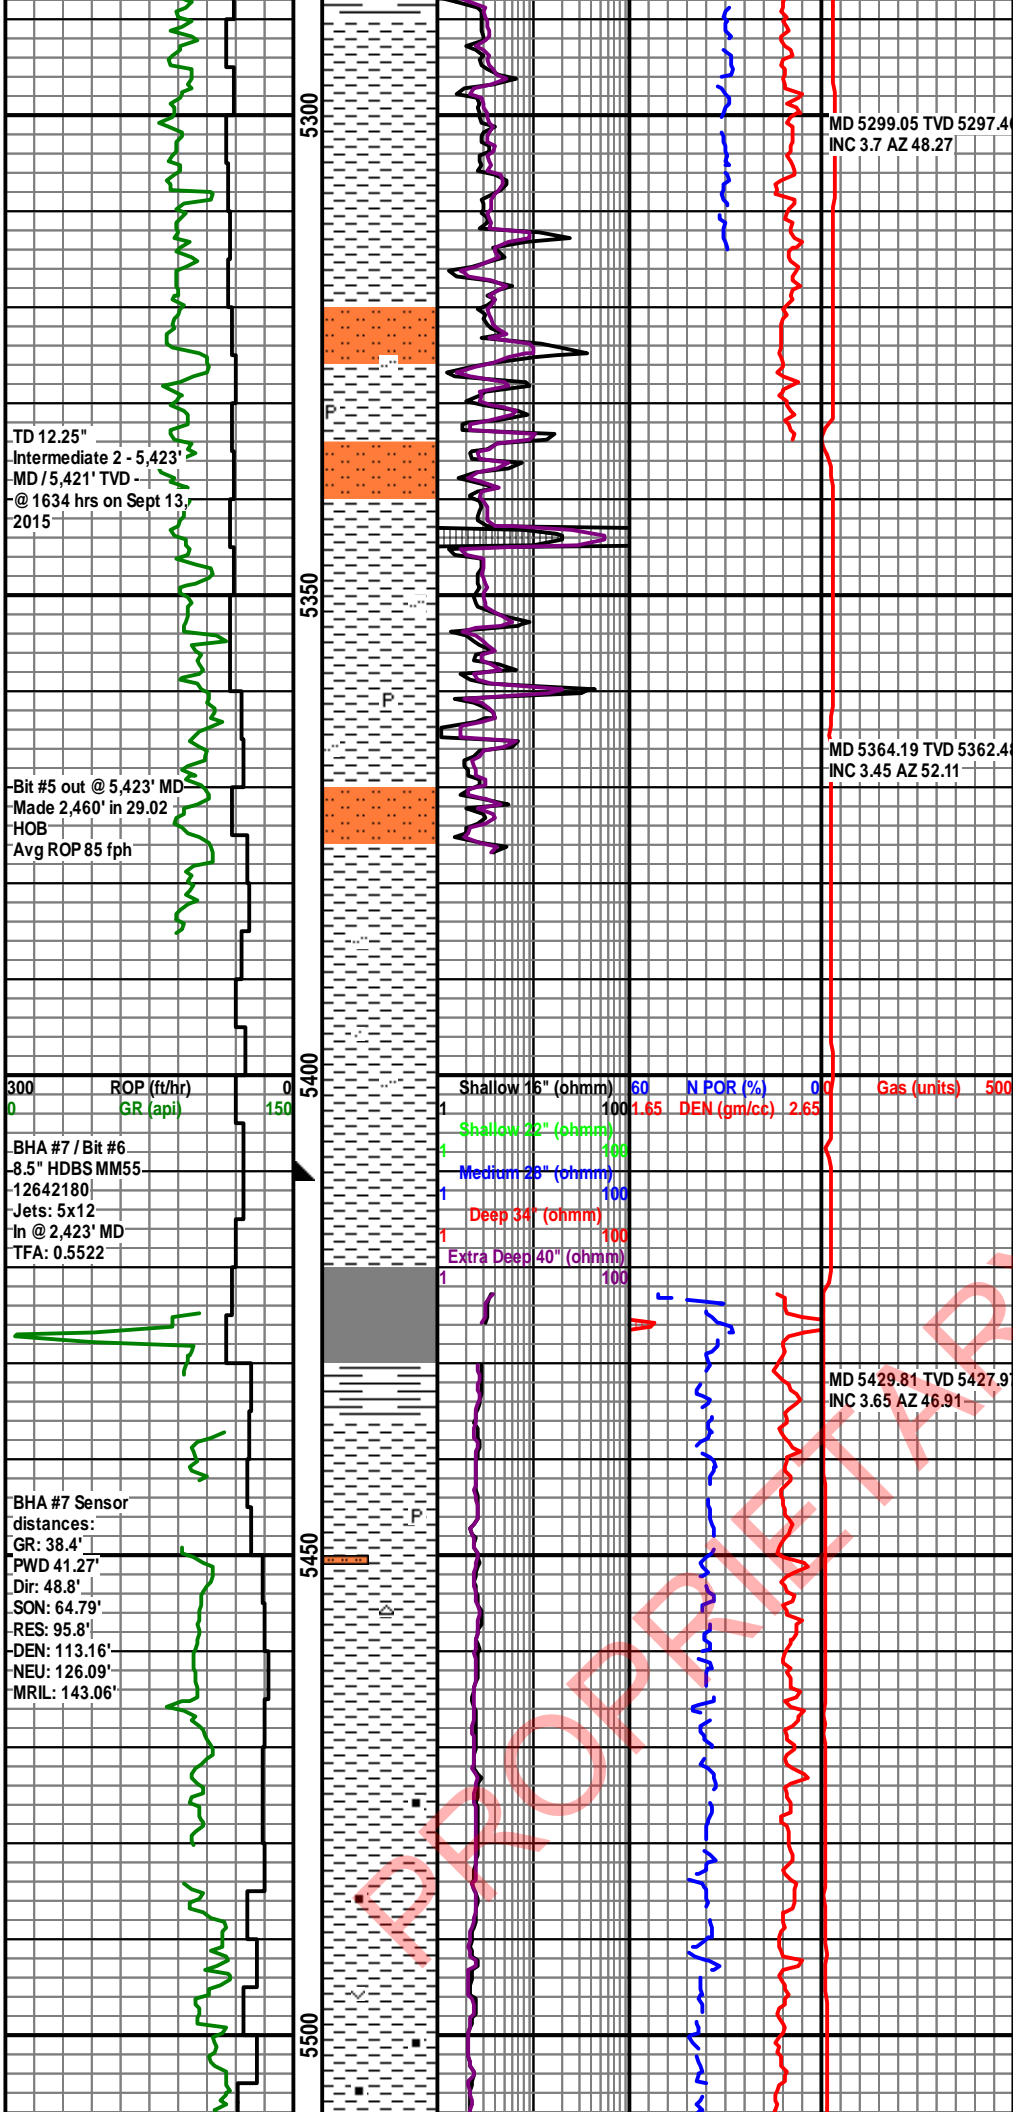 5300
MD 5299.05 TVD 5297.4
INC 3.7 AZ 48.27
P
TD 12.25"
Intermediate 2 - 5,423'
MD / 5,421' TVD -
@ 1634 hrs on Sept 13,
2015
5350
P
MD 5364.19 TVD 5362.48
INC 3.45 AZ 52.11
Bit #5 out @ 5,423' MD
Made 2,460' in 29.02
HOB
Avg ROP 85 fph
5400
300 ROP (ft/hr) 0
0 GR (api) 150
Shallow 16" (ohmm)
1 100
Shallow 22" (ohmm)
1 100
Medium 28" (ohmm)
1 100
Deep 34" (ohmm)
1 100
Extra Deep 40" (ohmm)
1 100
60 N POR (%) 0
1.65 DEN (gm/cc) 2.65
0 Gas (units) 500
BHA #7 / Bit #6
8.5" HDBS MM55
12642180
Jets: 5x12
In @ 2,423' MD
TFA: 0.5522
MD 5429.81 TVD 5427.97
INC 3.65 AZ 46.91
BHA #7 Sensor
distances:
GR: 38.4'
PWD 41.27'
Dir: 48.8'
SON: 64.79'
RES: 95.8'
DEN: 113.16'
NEU: 126.09'
MRIL: 143.06'
P
5450
5500
PROPRIETARY